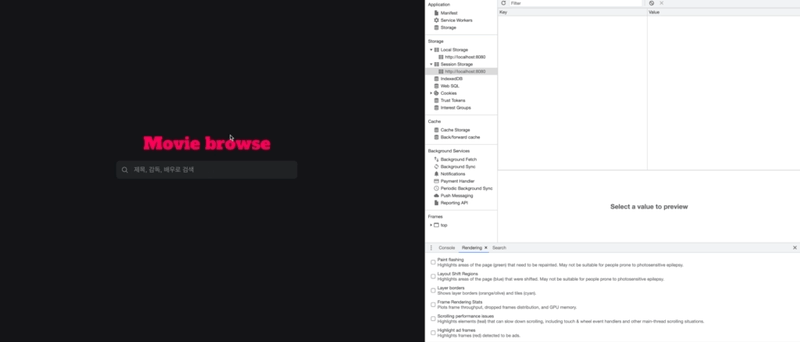 Movie browse
제목, 감독, 배우로 검색
Application
Manifest
Service Workers
Storage
Storage
Local Storage
http://localhost:8080
Session Storage
http://localhost:8080
IndexedDB
Web SQL
Cookies
Trust Tokens
Interest Groups
Cache
Cache Storage
Back/forward cache
Background Services
Background Fetch
Background Sync
Notifications
Payment Handler
Periodic Background Sync
Push Messaging
Reporting API
Frames
top
Filter
Key Value
Select a value to preview
Console Rendering Search
Paint flashing
Highlights areas of the page (green) that need to be repainted. May not be suitable for people prone to photosensitive epilepsy.
Layout Shift Regions
Highlights areas of the page (blue) that were shifted. May not be suitable for people prone to photosensitive epilepsy.
Layer borders
Shows layer borders (orange/olive) and tiles (cyan).
Frame Rendering Stats
Plots frame throughput, dropped frames distribution, and GPU memory.
Scrolling performance issues
Highlights elements (teal) that can slow down scrolling, including touch & wheel event handlers and other main-thread scrolling situations.
Highlight ad frames
Highlights frames (red) detected to be ads.